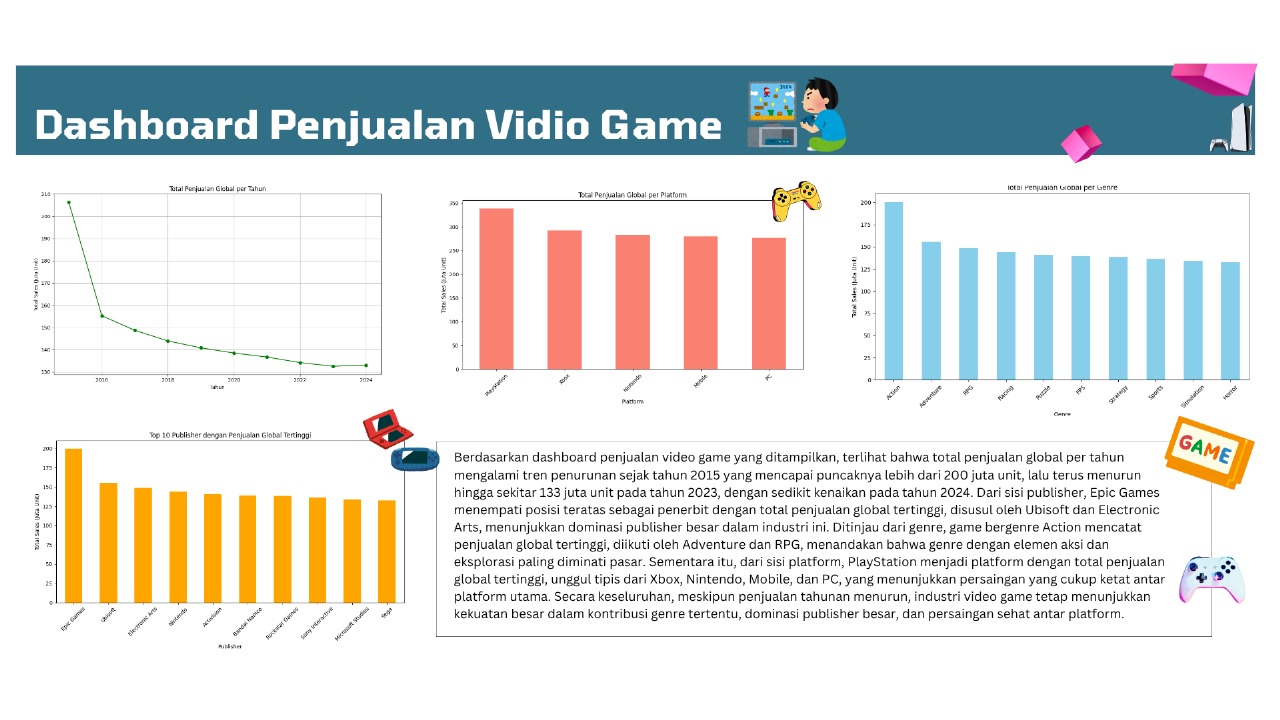 Dashboard Penjualan Vidio Game
Total Penjualan Global per Tahun
210
200
190
180
170
160
150
140
130
2016
2018
2020
2022
2024
Total Sales (Juta Unit)
Tahun
Total Penjualan Global per Platform
350
300
250
200
150
100
50
0
Total Sales (Juta Unit)
PlayStation
Xbox
Nintendo
Mobile
PC
Platform
Total Penjualan Global per Genre
200
175
150
125
100
75
50
25
0
Total Sales (Juta Unit)
Action
Adventure
RPG
Racing
Puzzle
FPS
Strategy
Sports
Simulation
Horror
Genre
Top 10 Publisher dengan Penjualan Global Tertinggi
200
175
150
125
100
75
50
25
0
Total Sales (Juta Unit)
Epic Games
Ubisoft
Electronic Arts
Nintendo
Activision
Bandai Namco
Rockstar Games
Sony Interactive
Microsoft Studios
Sega
Publisher
GAME
Berdasarkan dashboard penjualan video game yang ditampilkan, terlihat bahwa total penjualan global per tahun
mengalami tren penurunan sejak tahun 2015 yang mencapai puncaknya lebih dari 200 juta unit, lalu terus menurun
hingga sekitar 133 juta unit pada tahun 2023, dengan sedikit kenaikan pada tahun 2024. Dari sisi publisher, Epic Games
menempati posisi teratas sebagai penerbit dengan total penjualan global tertinggi, disusul oleh Ubisoft dan Electronic
Arts, menunjukkan dominasi publisher besar dalam industri ini. Ditinjau dari genre, game bergenre Action mencatat
penjualan global tertinggi, diikuti oleh Adventure dan RPG, menandakan bahwa genre dengan elemen aksi dan
eksplorasi paling diminati pasar. Sementara itu, dari sisi platform, PlayStation menjadi platform dengan total penjualan
global tertinggi, unggul tipis dari Xbox, Nintendo, Mobile, dan PC, yang menunjukkan persaingan yang cukup ketat antar
platform utama. Secara keseluruhan, meskipun penjualan tahunan menurun, industri video game tetap menunjukkan
kekuatan besar dalam kontribusi genre tertentu, dominasi publisher besar, dan persaingan sehat antar platform.